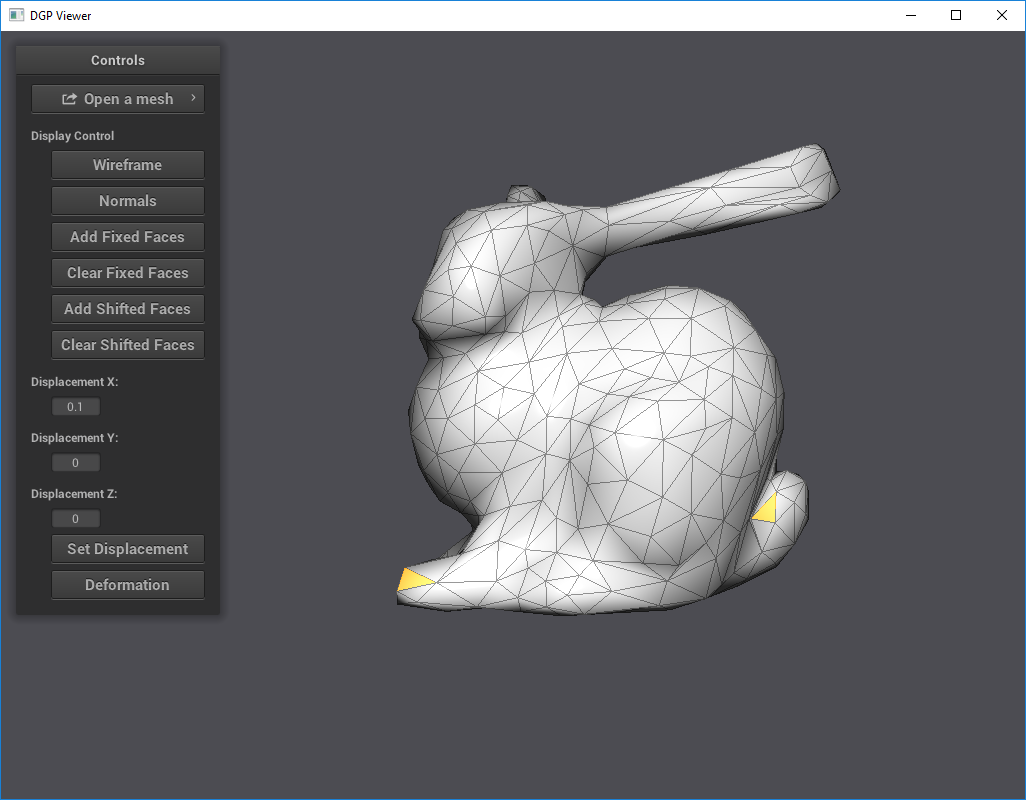 DGP Viewer
Controls
Open a mesh
Display Control
Wireframe
Normals
Add Fixed Faces
Clear Fixed Faces
Add Shifted Faces
Clear Shifted Faces
Displacement X:
0.1
Displacement Y:
0
Displacement Z:
0
Set Displacement
Deformation